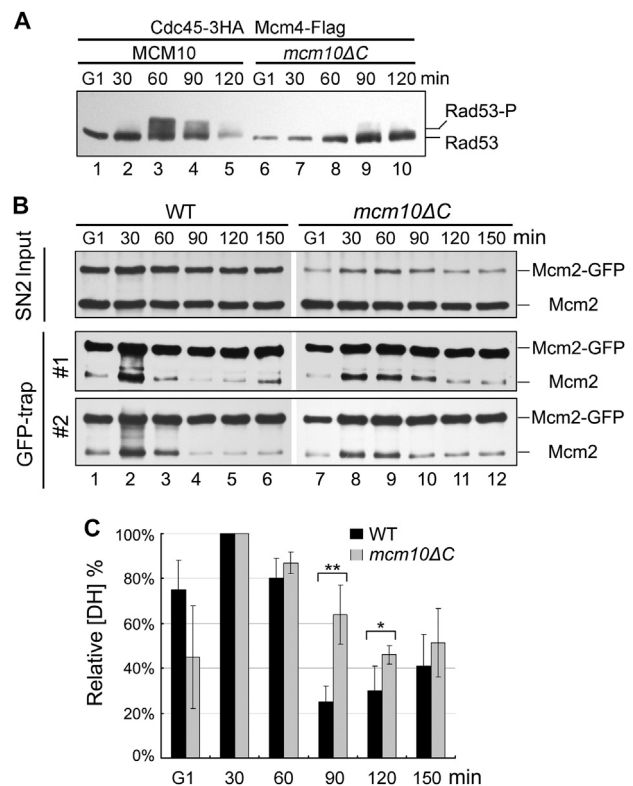 A
Cdc45-3HA Mcm4-Flag
MCM10 mcm10ΔC
G1 30 60 90 120 G1 30 60 90 120 min
Rad53-P
Rad53
1 2 3 4 5 6 7 8 9 10
B
WT mcm10ΔC
G1 30 60 90 120 150 G1 30 60 90 120 150 min
SN2 Input
Mcm2-GFP
Mcm2
GFP-trap
#1
Mcm2-GFP
Mcm2
#2
Mcm2-GFP
Mcm2
1 2 3 4 5 6 7 8 9 10 11 12
C
WT
mcm10ΔC
Relative [DH] %
100%
80%
60%
40%
20%
0%
**
*
G1 30 60 90 120 150 min